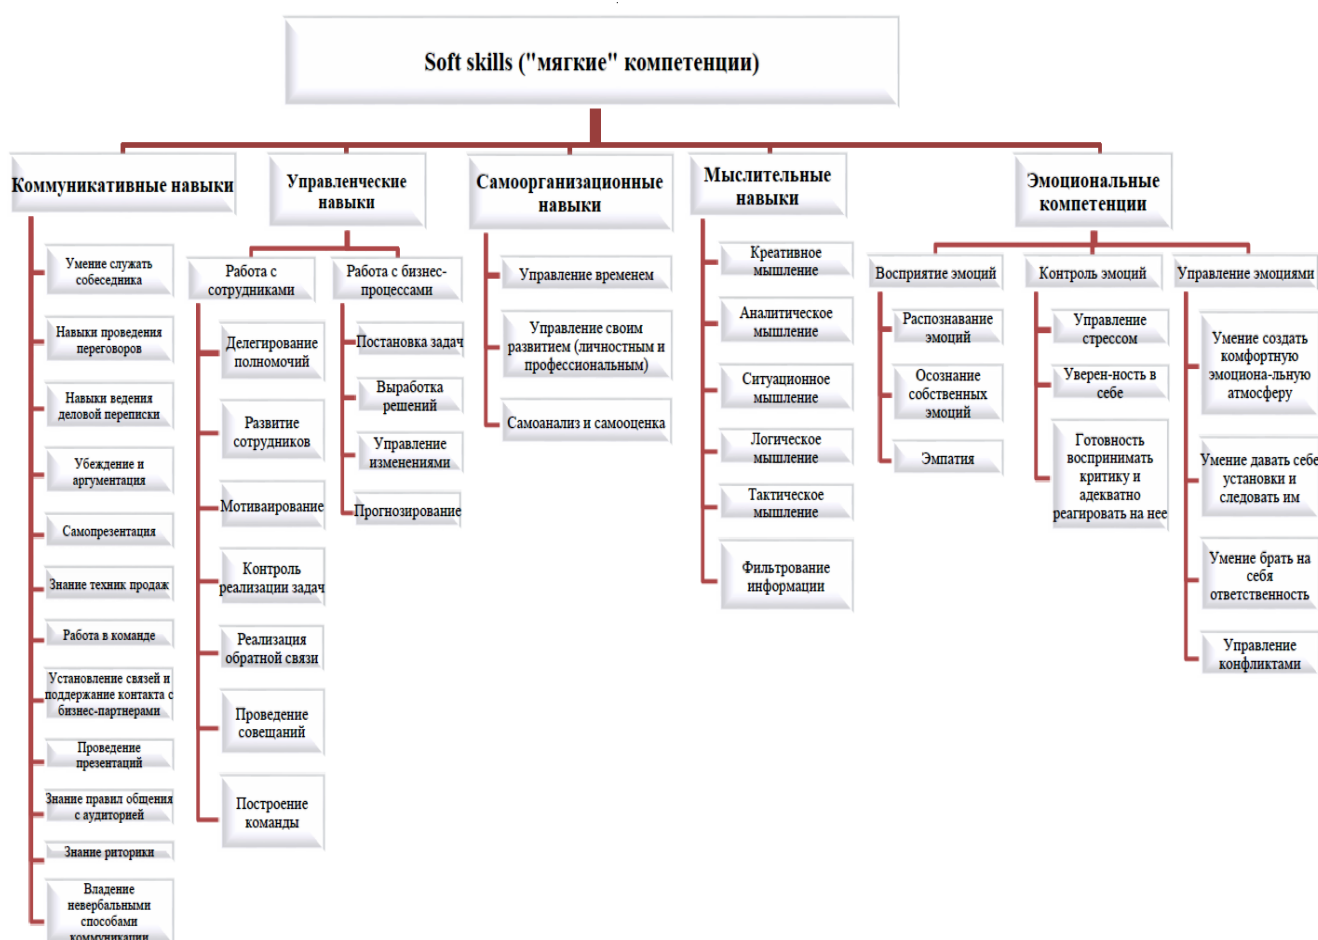 Soft skills ("мягкие" компетенции)
Коммуникативные навыки
Умение служать
собеседника
Навыки проведения
переговоров
Навыки ведения
деловой переписки
Убеждение и
аргументация
Самопрезентация
Знание техник продаж
Работа в команде
Установление связей и
поддержание контакта с
бизнес-партнерами
Проведение
презентаций
Знание правил общения
с аудиторией
Знание риторики
Владение
невербальными
способами
коммуникации
Управленческие
навыки
Работа с
сотрудниками
Делегирование
полномочий
Развитие
сотрудников
Мотиваирование
Контроль
реализации задач
Реализация
обратной связи
Проведение
совещаний
Построение
команды
Работа с бизнес-
процессами
Постановка задач
Выработка
решений
Управление
изменениями
Прогнозирование
Самоорганизационные
навыки
Управление временем
Управление своим
развитием (личностным и
профессиональным)
Самоанализ и самооценка
Мыслительные
навыки
Креативное
мышление
Аналитическое
мышление
Ситуационное
мышление
Логическое
мышление
Тактическое
мышление
Фильтрование
информации
Эмоциональные
компетенции
Восприятие эмоций
Распознавание
эмоций
Осознание
собственных
эмоций
Эмпатия
Контроль эмоций
Управление
стрессом
Уверен-ность в
себе
Готовность
воспринимать
критику и
адекватно
реагировать на нее
Управление эмоциями
Умение создать
комфортную
эмоциона-льную
атмосферу
Умение давать себе
установки и
следовать им
Умение брать на
себя
ответственность
Управление
конфликтами